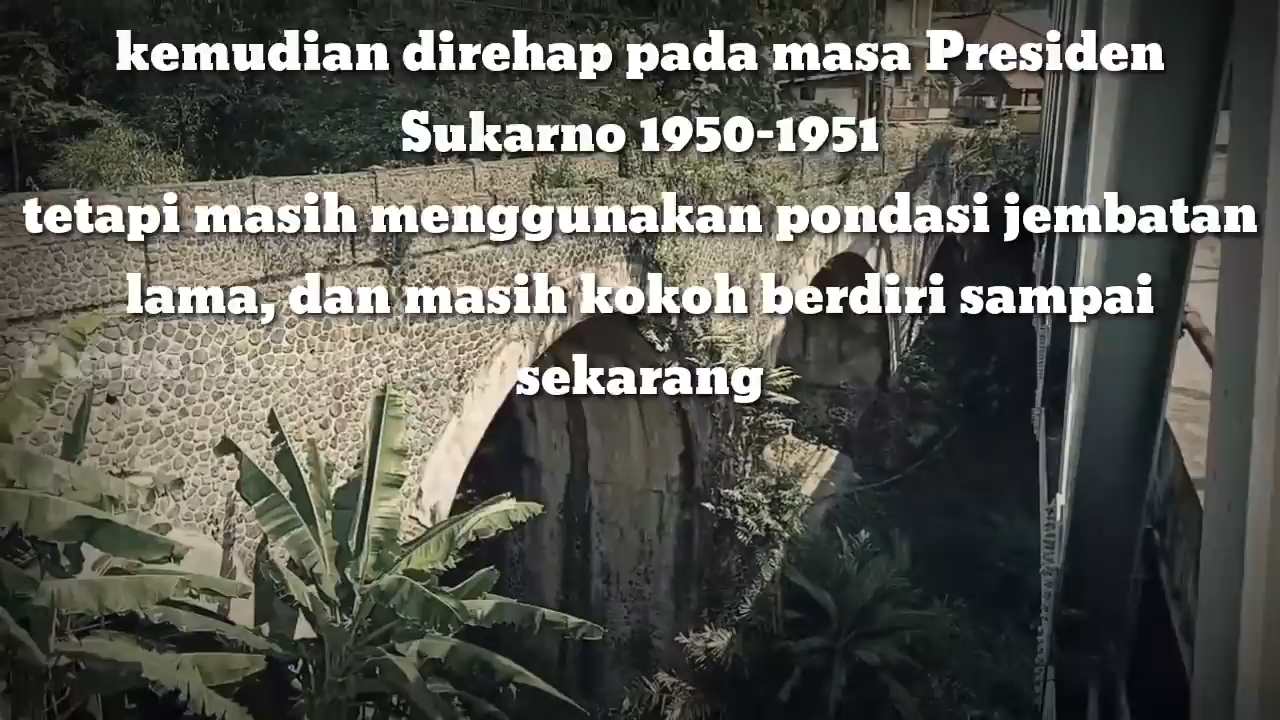 kemudian direhap pada masa Presiden
Sukarno 1950-1951
tetapi masih menggunakan pondasi jembatan
lama, dan masih kokoh berdiri sampai
sekarang